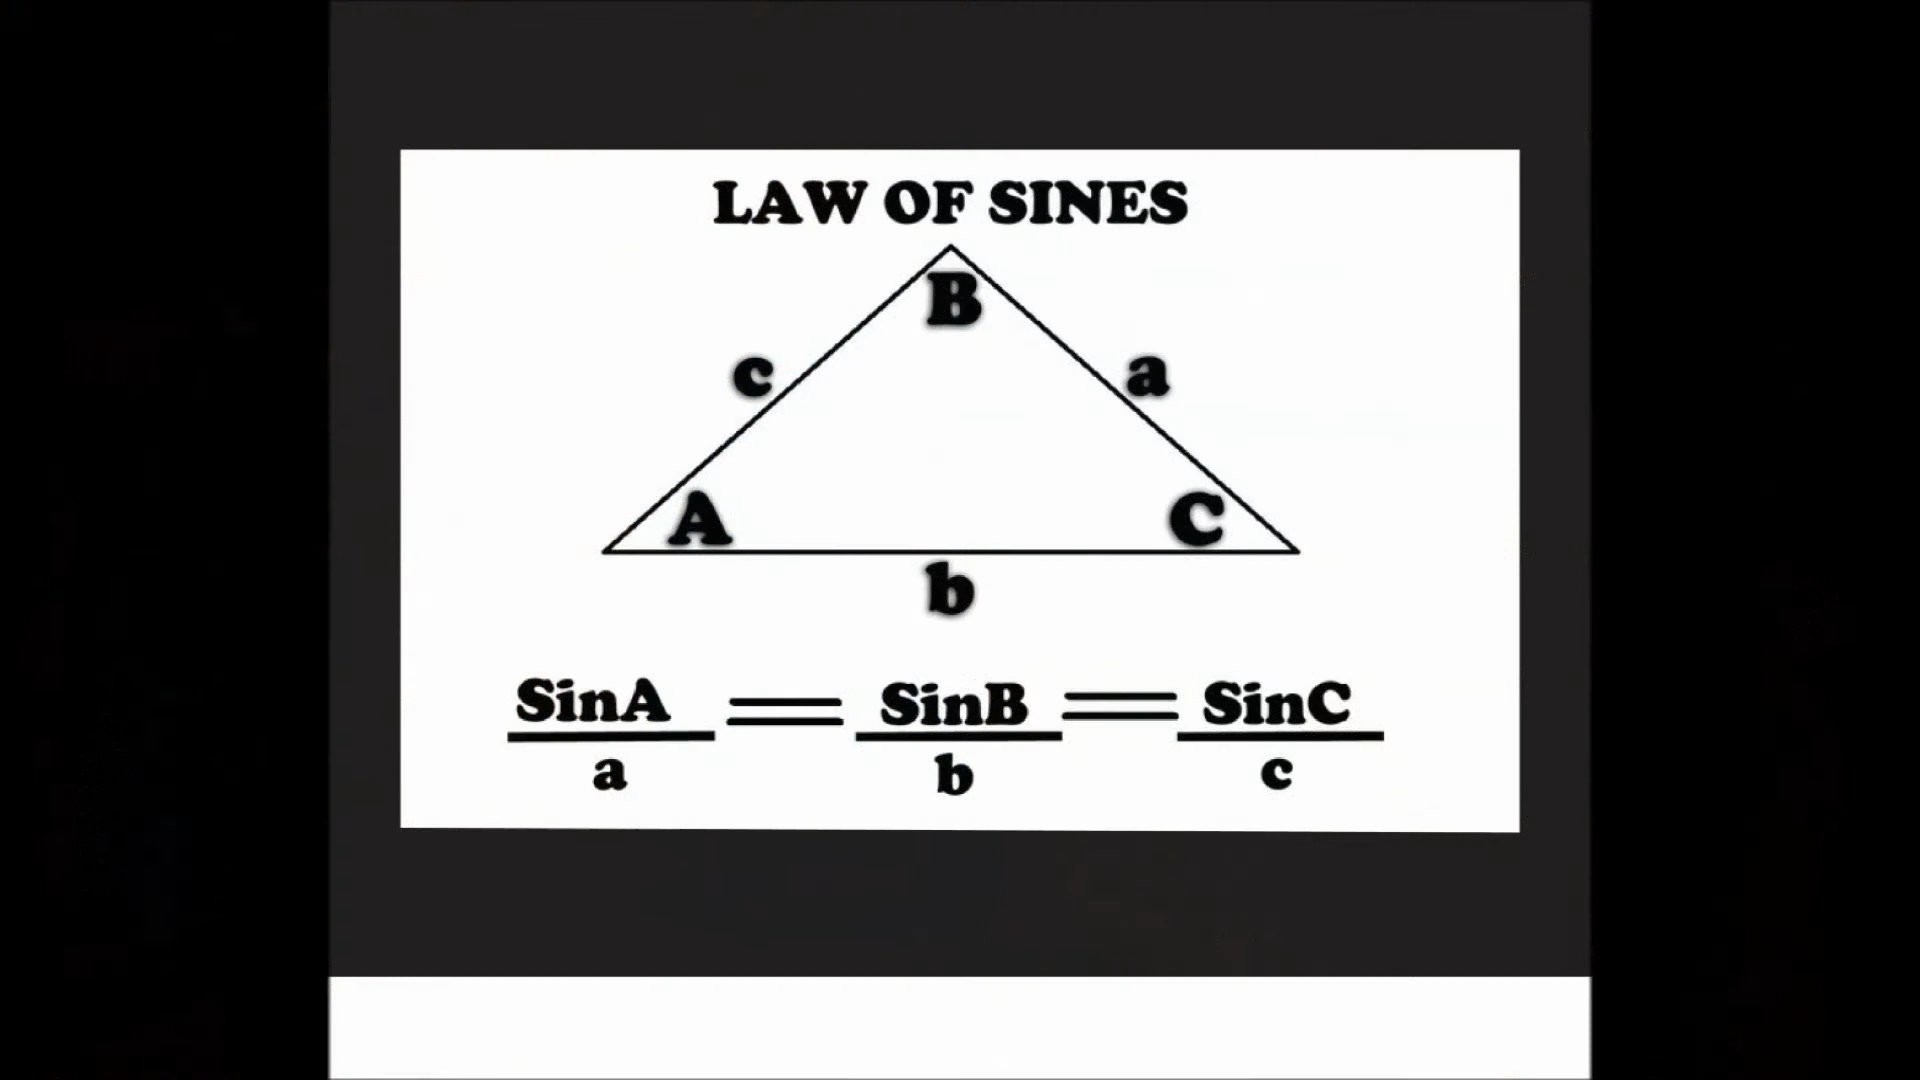 LAW OF SINES
B
c a
A C
b
SinA = SinB = SinC
a b c